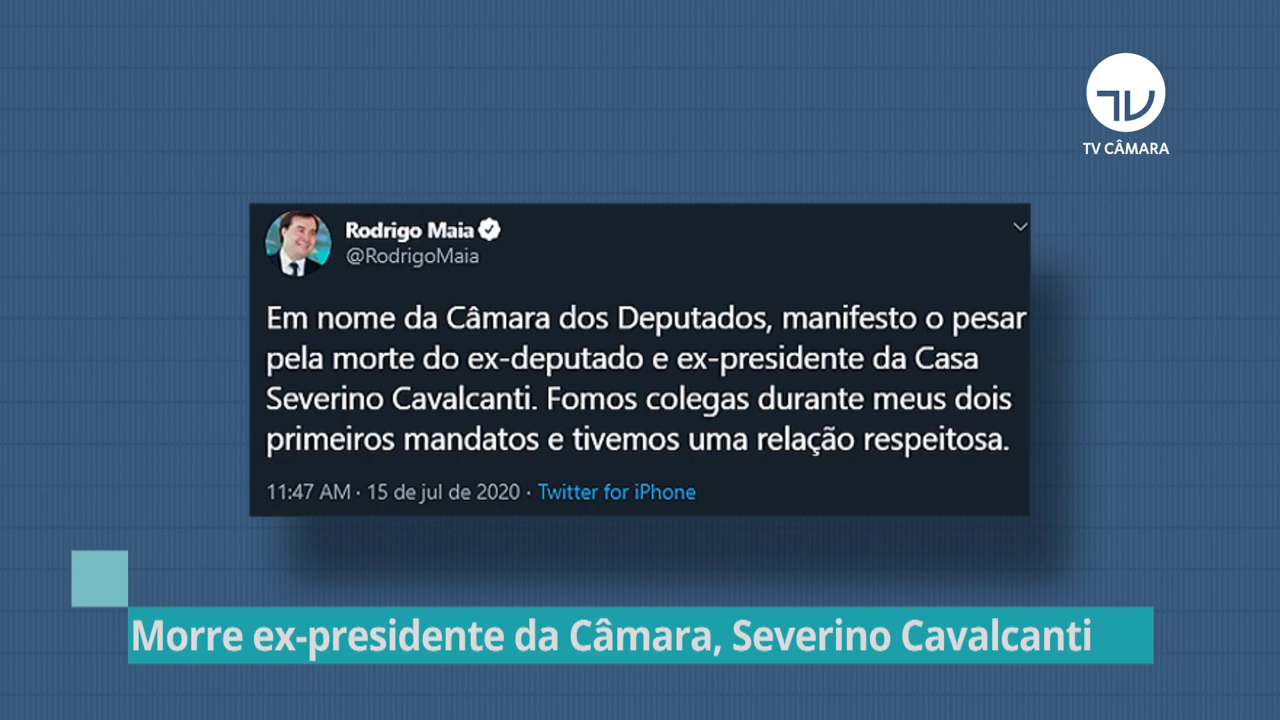 TV
TV CÂMARA
Rodrigo Maia
@RodrigoMaia
Em nome da Câmara dos Deputados, manifesto o pesar
pela morte do ex-deputado e ex-presidente da Casa
Severino Cavalcanti. Fomos colegas durante meus dois
primeiros mandatos e tivemos uma relação respeitosa.
11:47 AM · 15 de jul de 2020 · Twitter for iPhone
Morre ex-presidente da Câmara, Severino Cavalcanti